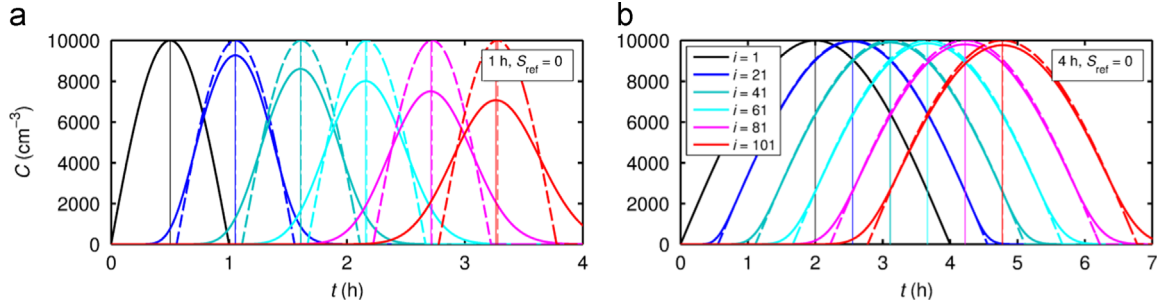 a
b
10000
8000
6000
4000
2000
0
C (cm⁻³)
1 h, S_ref = 0
0 1 2 3 4
t (h)
10000
8000
6000
4000
2000
0
i = 1
i = 21
i = 41
i = 61
i = 81
i = 101
4 h, S_ref = 0
0 1 2 3 4 5 6 7
t (h)